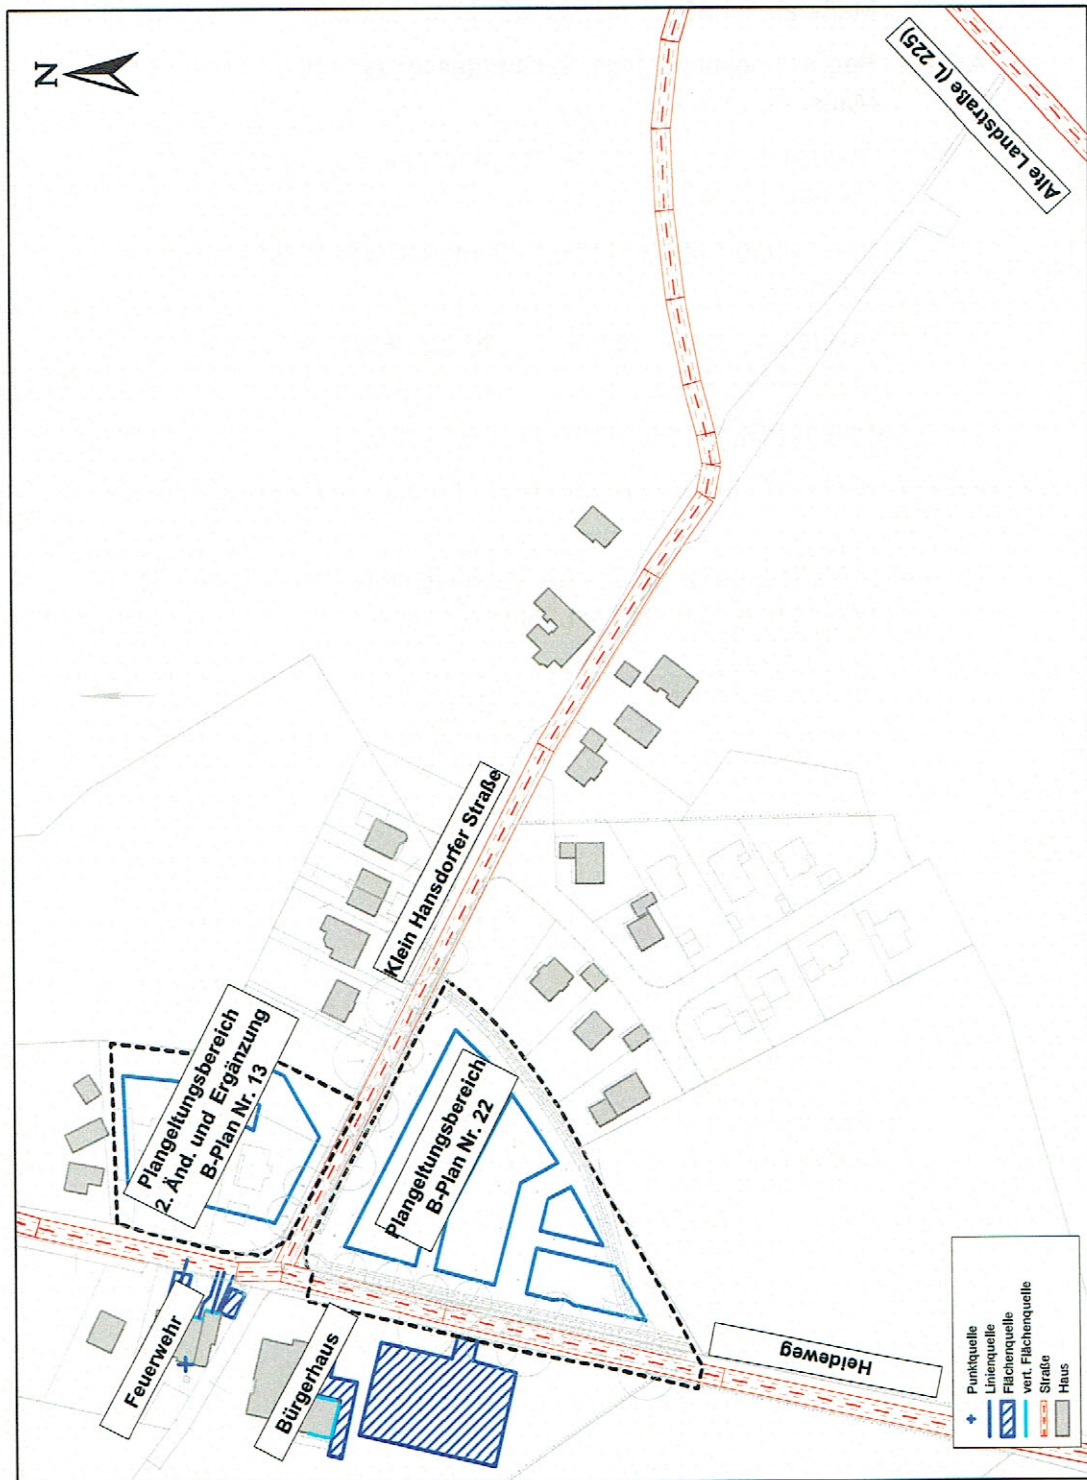 N
Alte Landstraße (L 225)
Klein Hansdorfer Straße
Plangeltungsbereich
2. Änd. und Ergänzung
B-Plan Nr. 13
Plangeltungsbereich
B-Plan Nr. 22
Feuerwehr
Bürgerhaus
Heideweg
Punktquelle
Linienquelle
Flächenquelle
vert. Flächenquelle
Straße
Haus